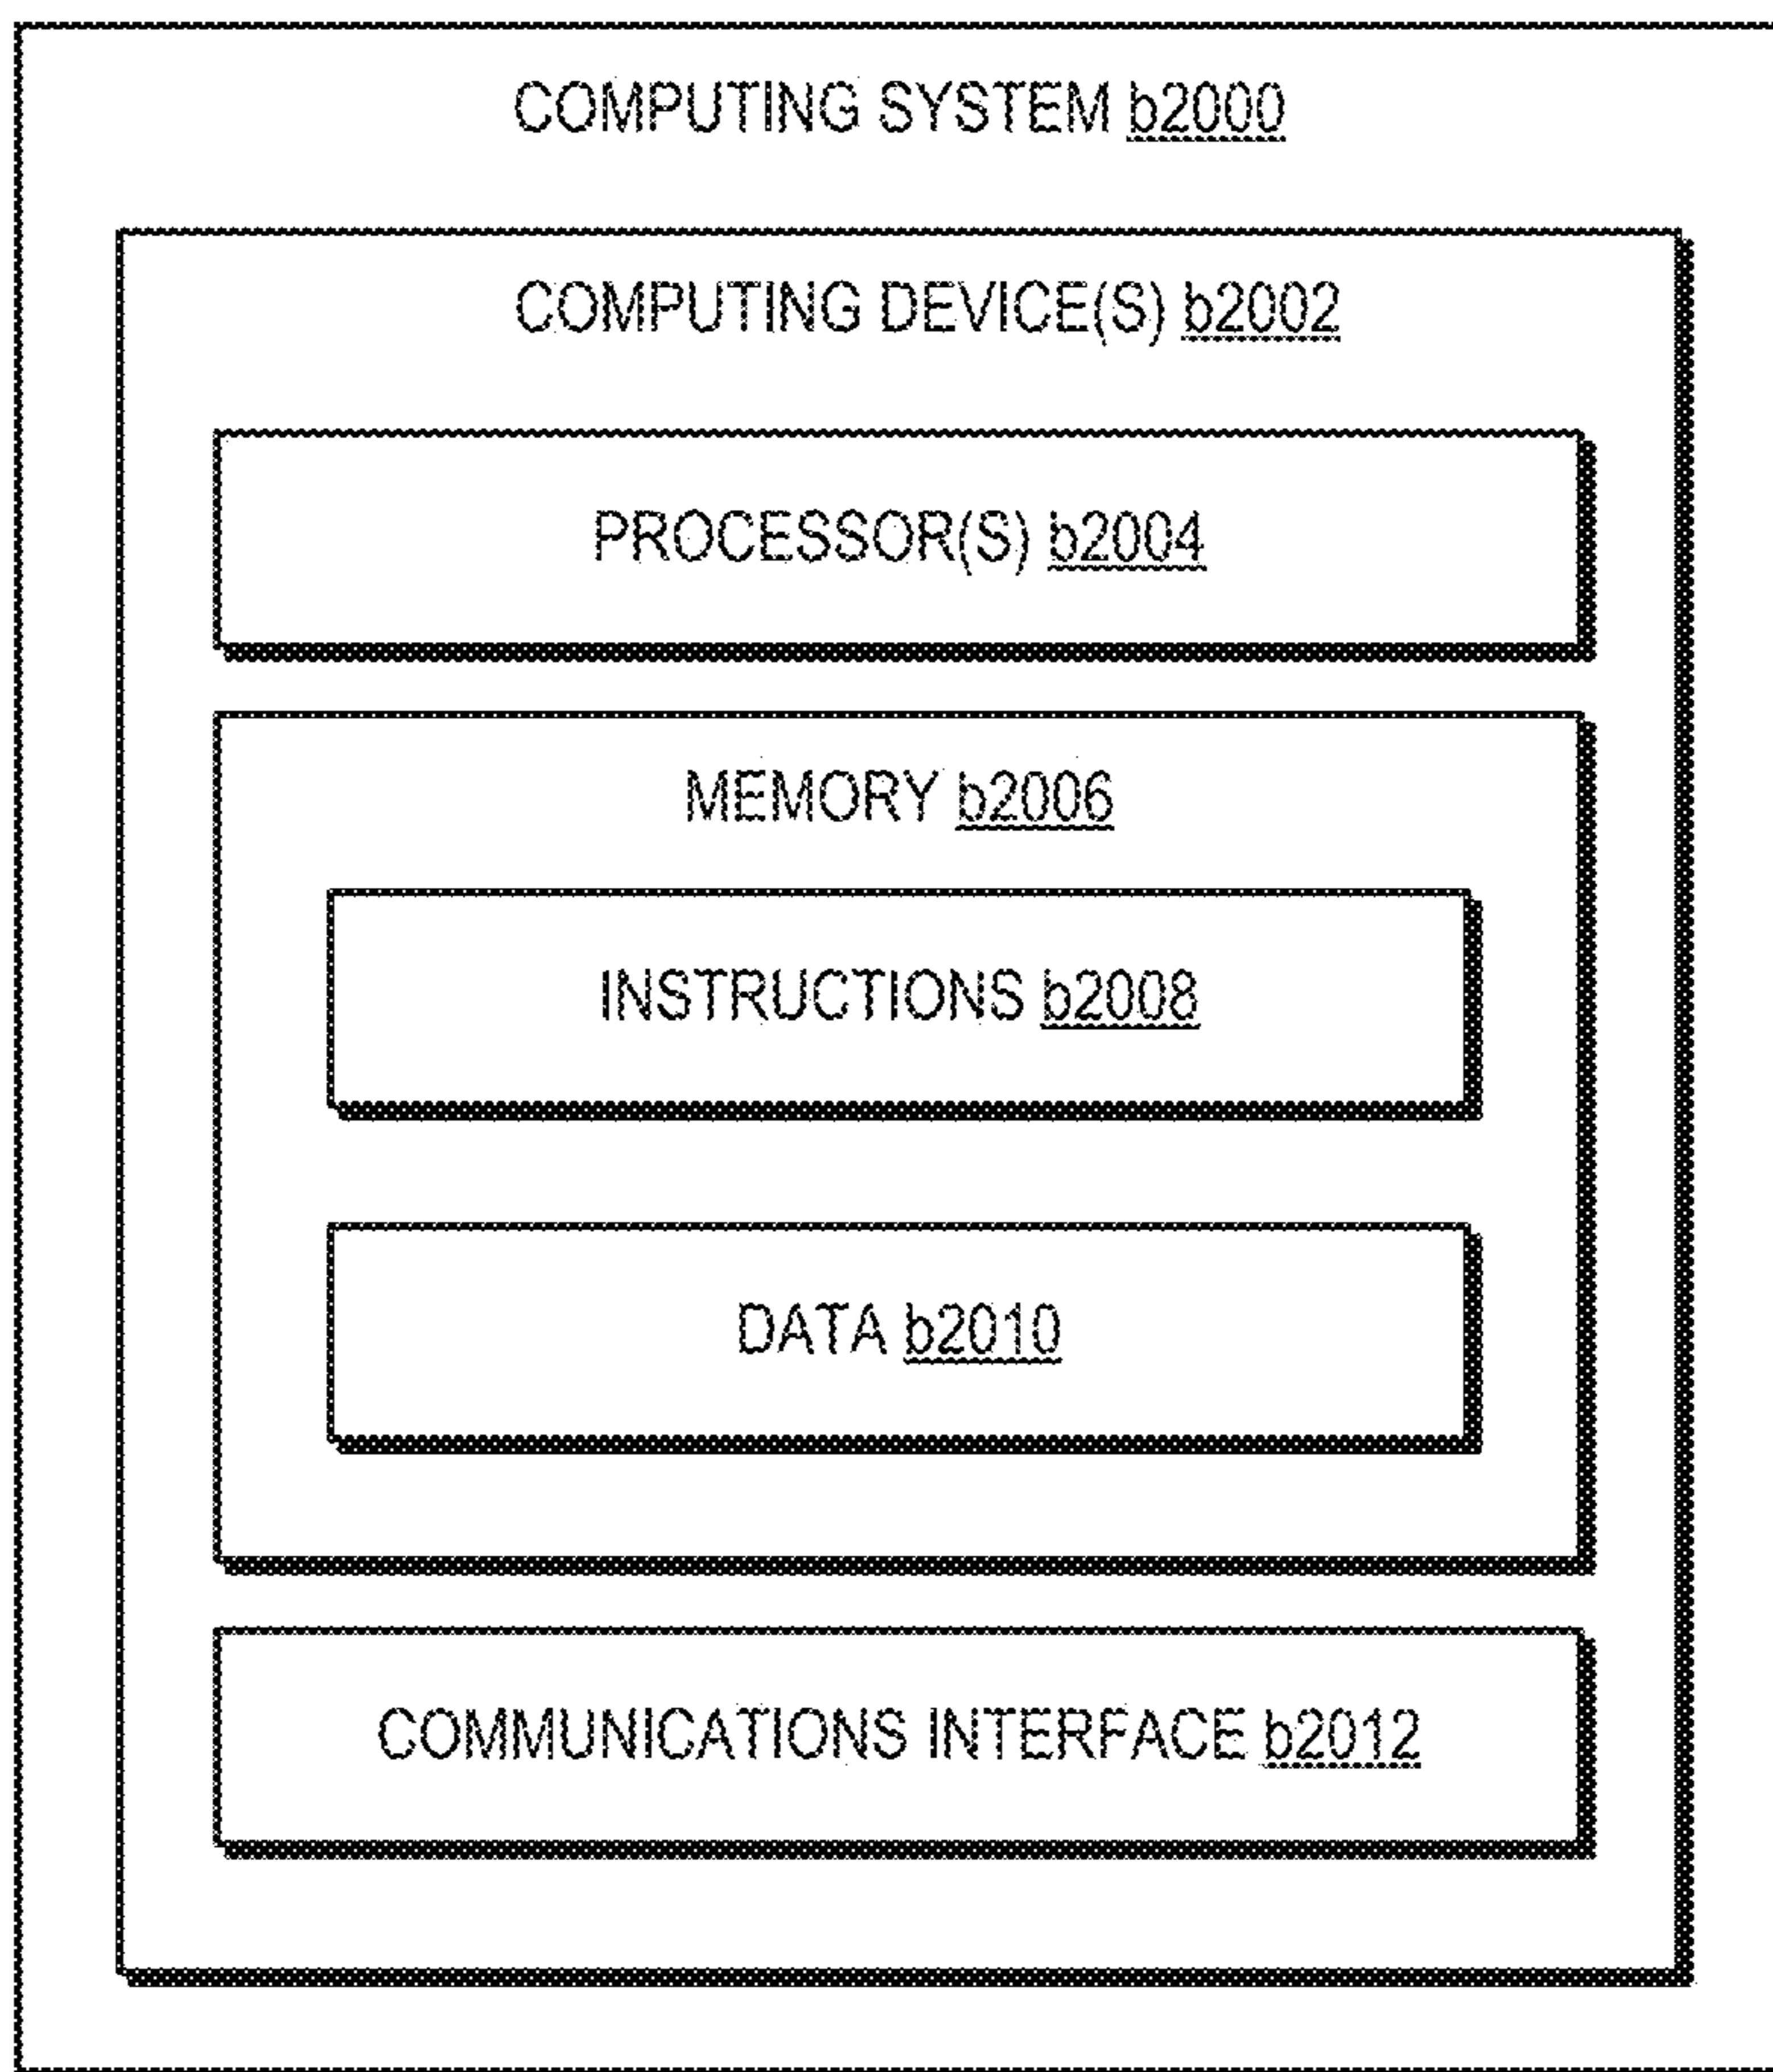 COMPUTING SYSTEM b2000
COMPUTING DEVICE(S) b2002
PROCESSOR(S) b2004
MEMORY b2006
INSTRUCTIONS b2008
DATA b2010
COMMUNICATIONS INTERFACE b2012